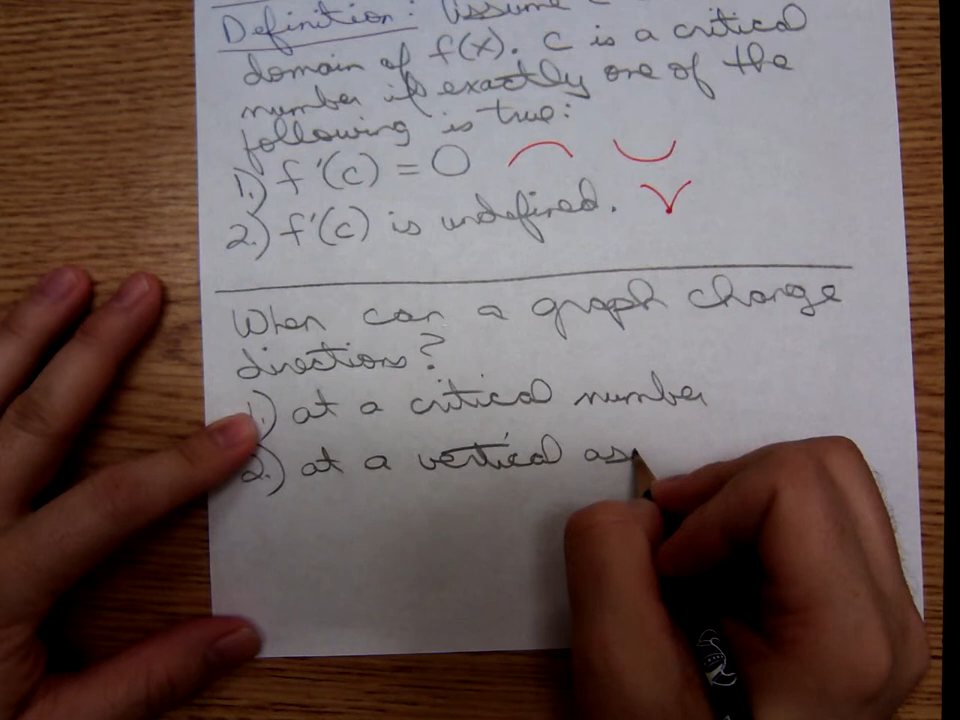 Definition: Assume
domain of f(x). C is a critical
number if exactly one of the
following is true:
1.) f'(c) = 0
2.) f'(c) is undefined.
When can a graph change
directions?
1.) at a critical number
2.) at a vertical as